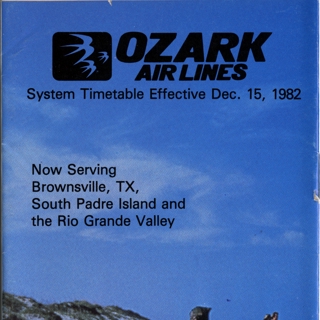 OZARK
AIR LINES
System Timetable Effective Dec. 15, 1982
Now Serving
Brownsville, TX,
South Padre Island and
the Rio Grande Valley